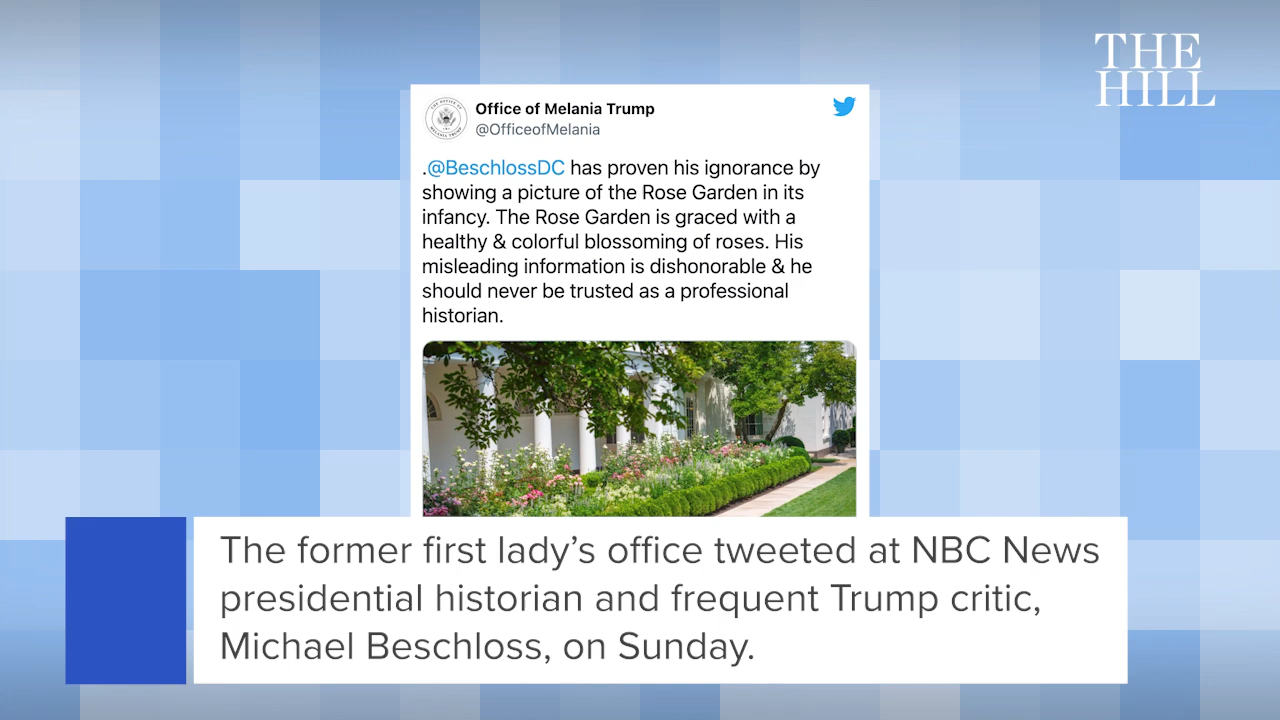 THE
HILL
Office of Melania Trump
@OfficeofMelania
.@BeschlossDC has proven his ignorance by
showing a picture of the Rose Garden in its
infancy. The Rose Garden is graced with a
healthy & colorful blossoming of roses. His
misleading information is dishonorable & he
should never be trusted as a professional
historian.
The former first lady’s office tweeted at NBC News
presidential historian and frequent Trump critic,
Michael Beschloss, on Sunday.